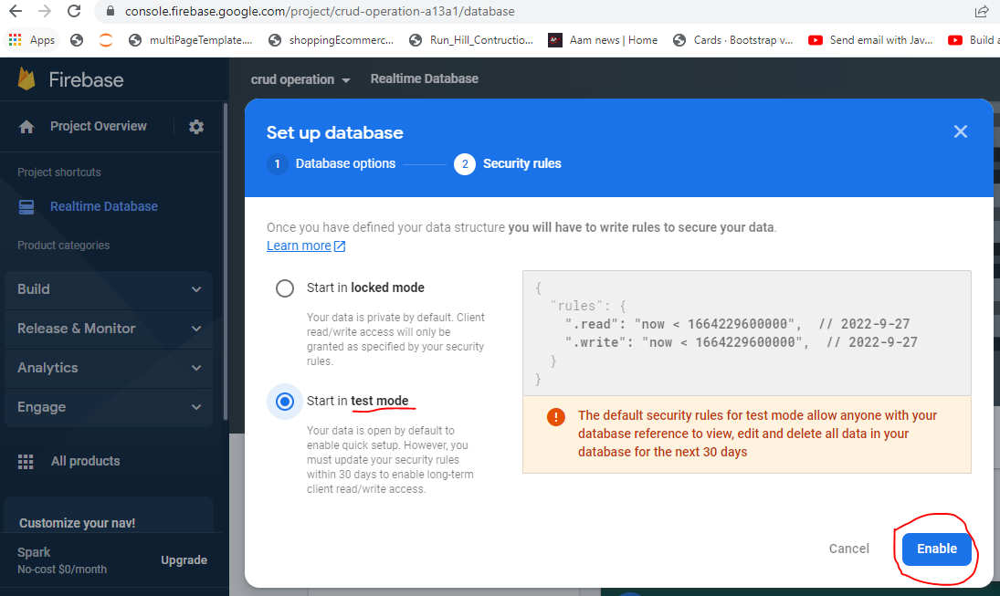 console.firebase.google.com/project/crud-operation-a13a1/database
Apps
multiPageTemplate....
shoppingEcommerc...
Run_Hill_Contructio...
Aam news | Home
Cards · Bootstrap v...
Send email with Jav...
Build a
Firebase
crud operation
Realtime Database
Project Overview
Project shortcuts
Realtime Database
Product categories
Build
Release & Monitor
Analytics
Engage
All products
Customize your nav!
Spark
No-cost $0/month
Upgrade
Set up database
1 Database options
2 Security rules
Once you have defined your data structure you will have to write rules to secure your data.
Learn more
Start in locked mode
Your data is private by default. Client
read/write access will only be
granted as specified by your security
rules.
Start in test mode
Your data is open by default to
enable quick setup. However, you
must update your security rules
within 30 days to enable long-term
client read/write access.
{
"rules": {
".read": "now < 1664229600000", // 2022-9-27
".write": "now < 1664229600000", // 2022-9-27
}
}
! The default security rules for test mode allow anyone with your
database reference to view, edit and delete all data in your
database for the next 30 days
Cancel
Enable